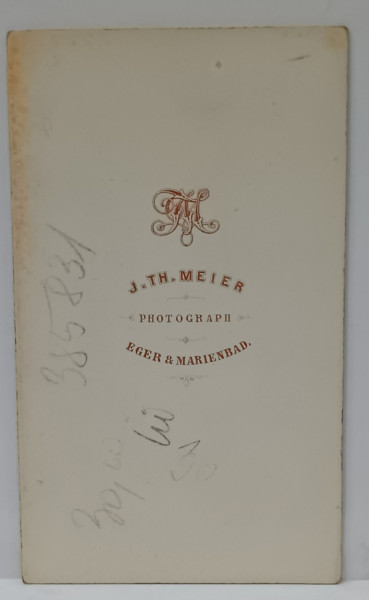 J. TH. MEIER
PHOTOGRAPH
EGER & MARIENBAD.
385831